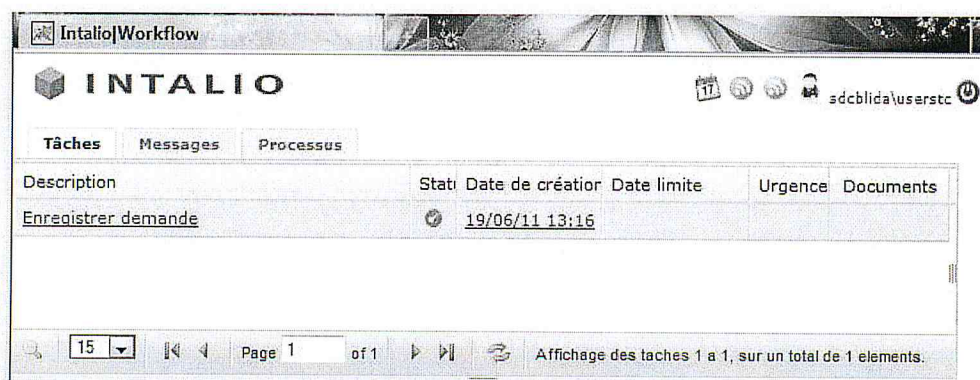 Intalio|Workflow
INTALIO
17
sdcblida\userstc
Tâches Messages Processus
Description Statu Date de création Date limite Urgence Documents
Enregistrer demande 19/06/11 13:16
15 Page 1 of 1 Affichage des taches 1 a 1, sur un total de 1 elements.